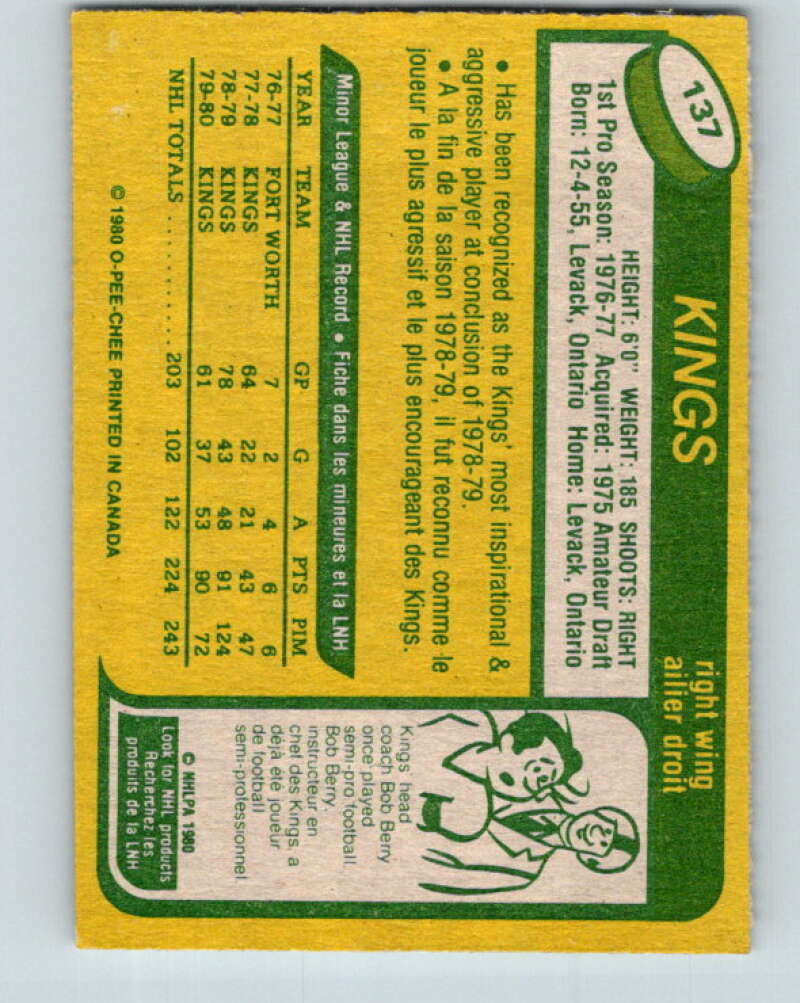 137
KINGS
right wing
ailier droit
HEIGHT: 6'0" WEIGHT: 185 SHOOTS: RIGHT
1st Pro Season: 1976-77 Acquired: 1975 Amateur Draft
Born: 12-4-55, Levack, Ontario Home: Levack, Ontario
• Has been recognized as the Kings' most inspirational &
aggressive player at conclusion of 1978-79.
• A la fin de la saison 1978-79, il fut reconnu comme le
joueur le plus agressif et le plus encourageant des Kings.
Minor League & NHL Record • Fiche dans les mineures et la LNH
YEAR TEAM GP G A PTS PIM
76-77 FORT WORTH 7 2 4 6 6
77-78 KINGS 64 22 21 43 47
78-79 KINGS 78 43 48 91 124
79-80 KINGS 61 37 53 90 72
NHL TOTALS .......... 203 102 122 224 243
© 1980 O-PEE-CHEE PRINTED IN CANADA
Kings head
coach Bob Berry
once played
semi-pro football.
Bob Berry,
instructeur en
chef des Kings, a
déjà été joueur
de football
semi-professionnel.
© NHLPA 1980
Look for NHL products
Recherchez les
produits de la LNH